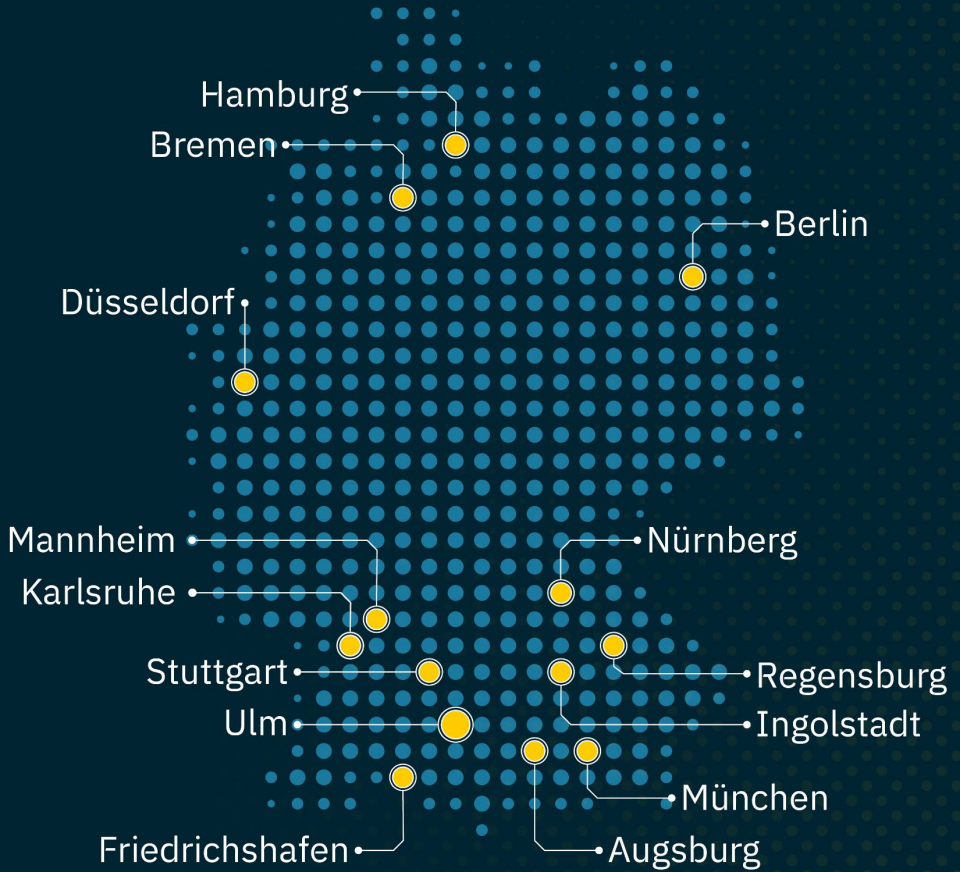 Hamburg
Bremen
Berlin
Düsseldorf
Mannheim
Nürnberg
Karlsruhe
Stuttgart
Regensburg
Ulm
Ingolstadt
München
Friedrichshafen
Augsburg